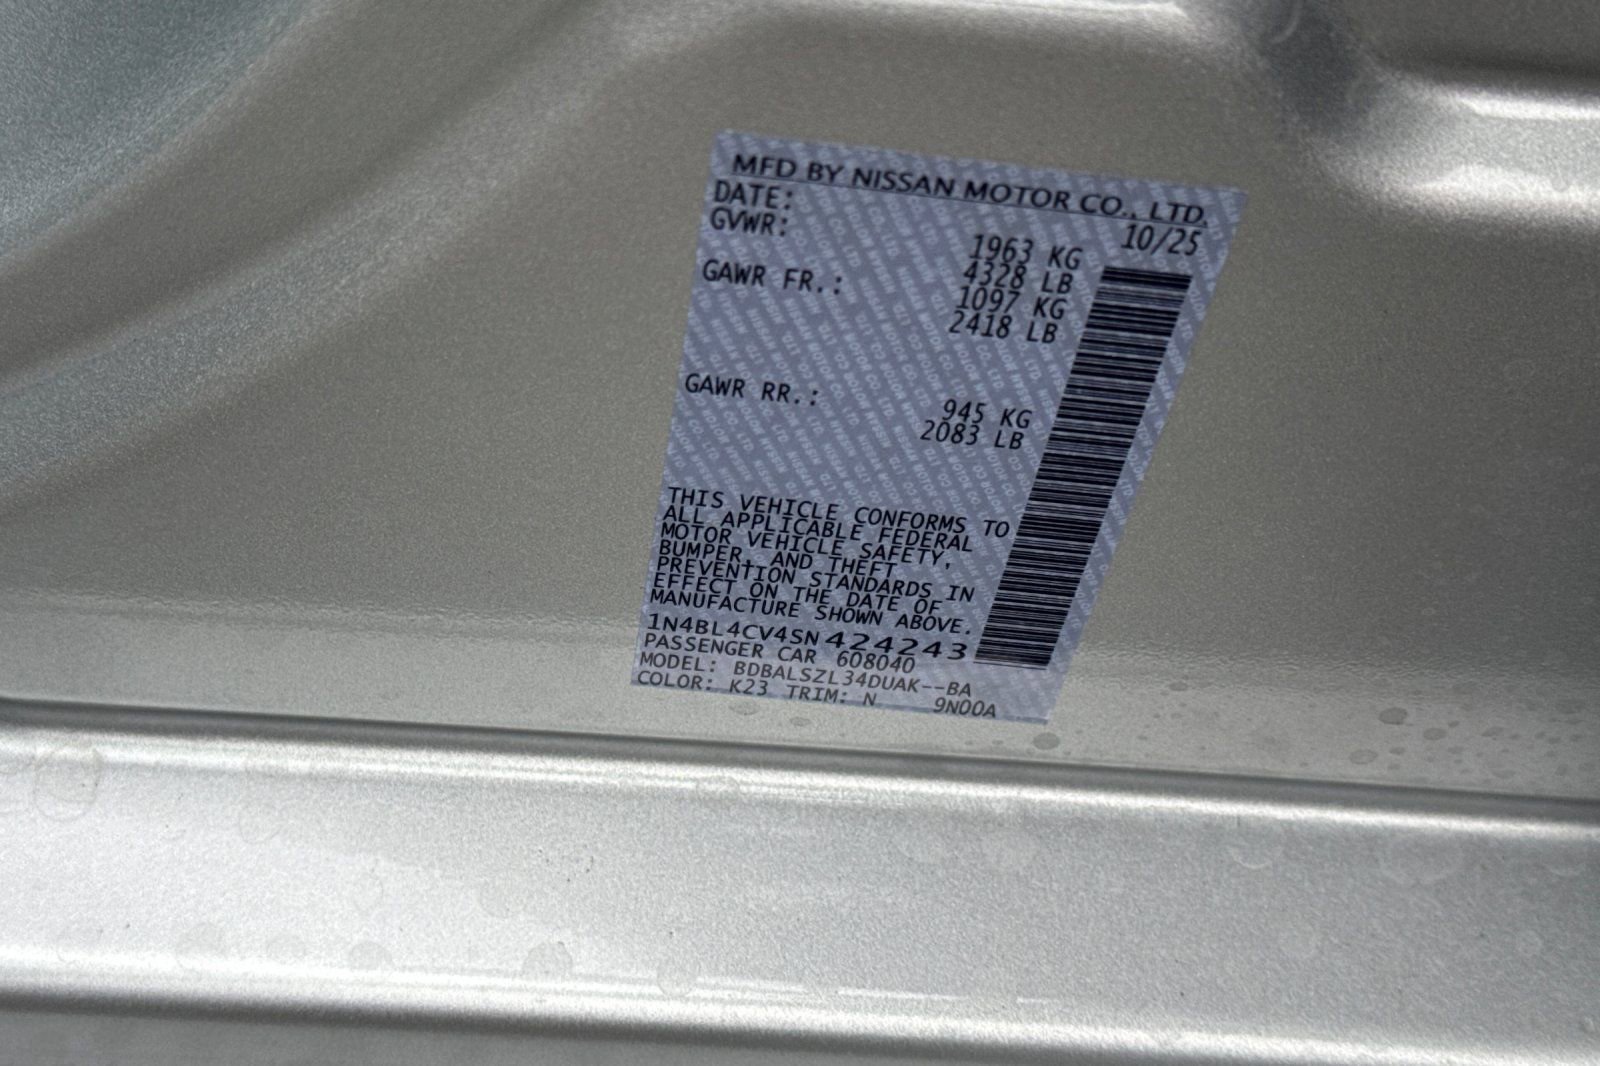 MFD BY NISSAN MOTOR CO., LTD.
DATE: 10/25
GVWR: 1963 KG
4328 LB
GAWR FR.: 1097 KG
2418 LB
GAWR RR.: 945 KG
2083 LB
THIS VEHICLE CONFORMS TO
ALL APPLICABLE FEDERAL
MOTOR VEHICLE SAFETY,
BUMPER, AND THEFT
PREVENTION STANDARDS IN
EFFECT ON THE DATE OF
MANUFACTURE SHOWN ABOVE.
1N4BL4CV4SN424243
PASSENGER CAR 608040
MODEL: BDBALSZL34DUAK--BA
COLOR: K23 TRIM: N 9N00A